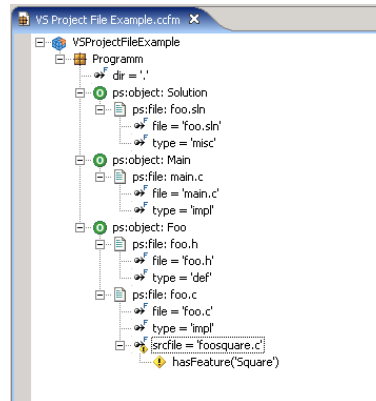 VS Project File Example.ccfm
VSProjectFileExample
Programm
F dir = '.'
ps:object: Solution
ps:file: foo.sln
F file = 'foo.sln'
F type = 'misc'
ps:object: Main
ps:file: main.c
F file = 'main.c'
F type = 'impl'
ps:object: Foo
ps:file: foo.h
F file = 'foo.h'
F type = 'def'
ps:file: foo.c
F file = 'foo.c'
F type = 'impl'
F srcfile = 'foosquare.c'
hasFeature('Square')